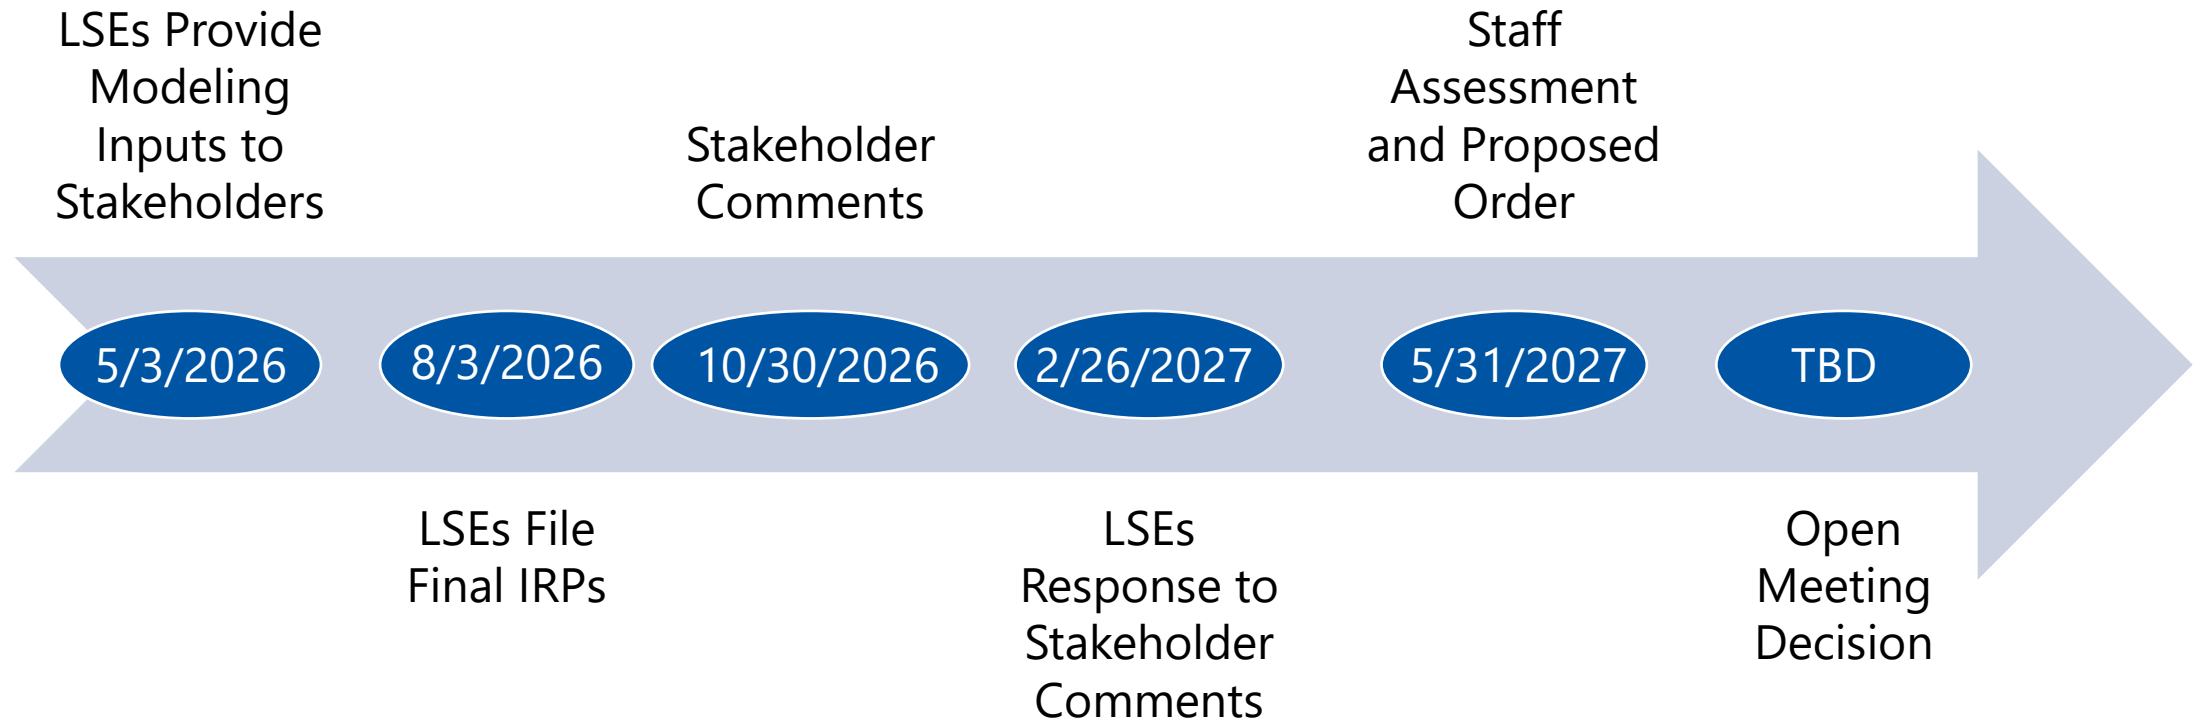 LSEs Provide
Modeling
Inputs to
Stakeholders
Stakeholder
Comments
Staff
Assessment
and Proposed
Order
5/3/2026
8/3/2026
10/30/2026
2/26/2027
5/31/2027
TBD
LSEs File
Final IRPs
LSEs
Response to
Stakeholder
Comments
Open
Meeting
Decision